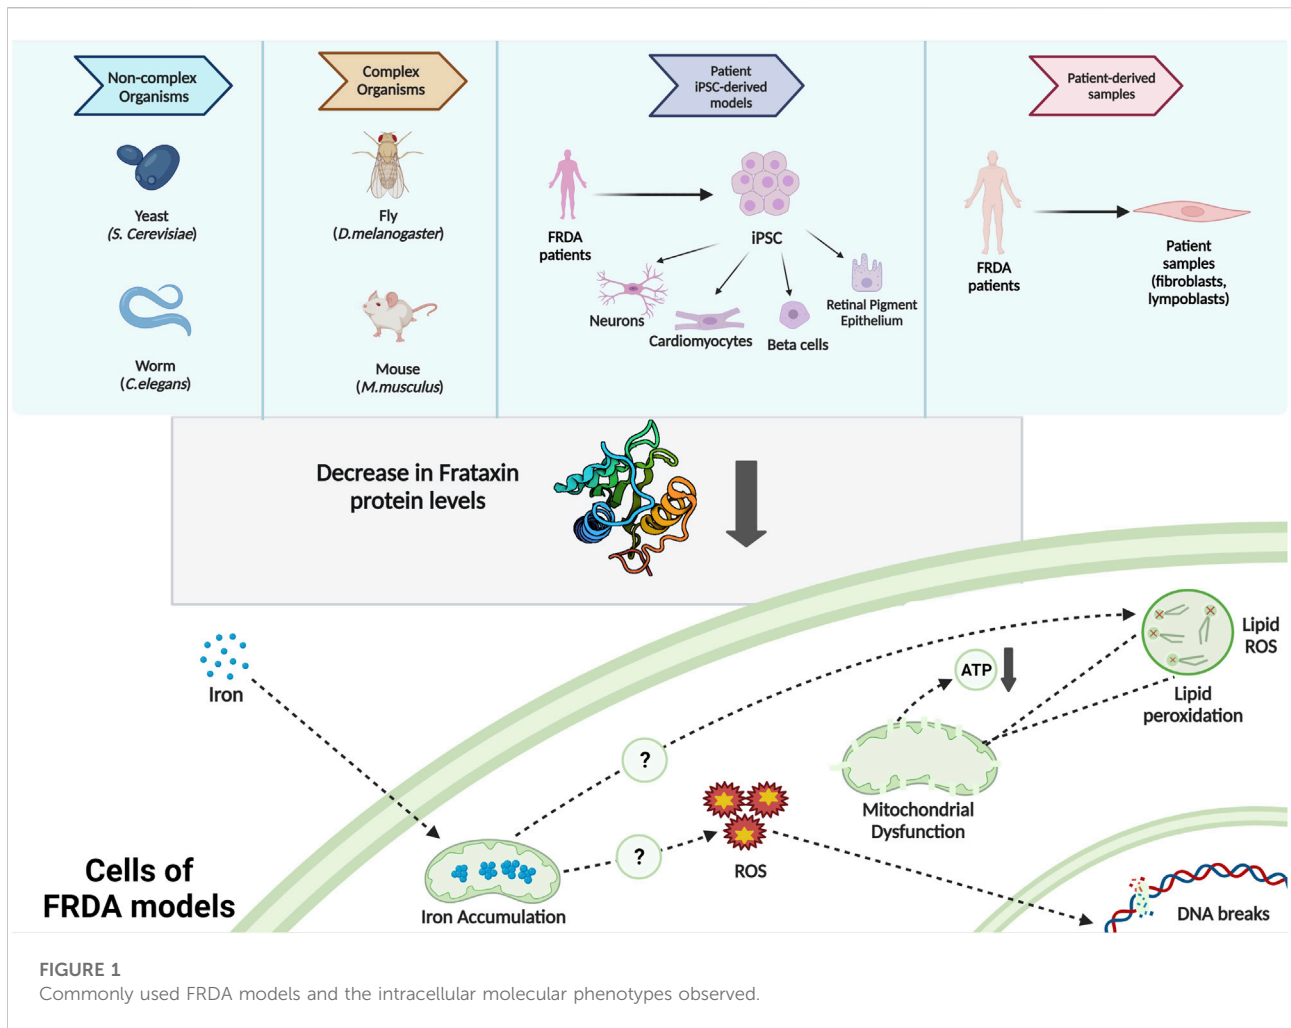 Non-complex
Organisms
Complex
Organisms
Patient
iPSC-derived
models
Patient-derived
samples
Yeast
(S. Cerevisiae)
Worm
(C.elegans)
Fly
(D.melanogaster)
Mouse
(M.musculus)
FRDA
patients
iPSC
Neurons
Cardiomyocytes
Beta cells
Retinal Pigment
Epithelium
FRDA
patients
Patient
samples
(fibroblasts,
lympoblasts)
Decrease in Frataxin
protein levels
Iron
?
?
Iron Accumulation
ROS
ATP
Mitochondrial
Dysfunction
Lipid
ROS
Lipid
peroxidation
DNA breaks
Cells of
FRDA models
FIGURE 1
Commonly used FRDA models and the intracellular molecular phenotypes observed.